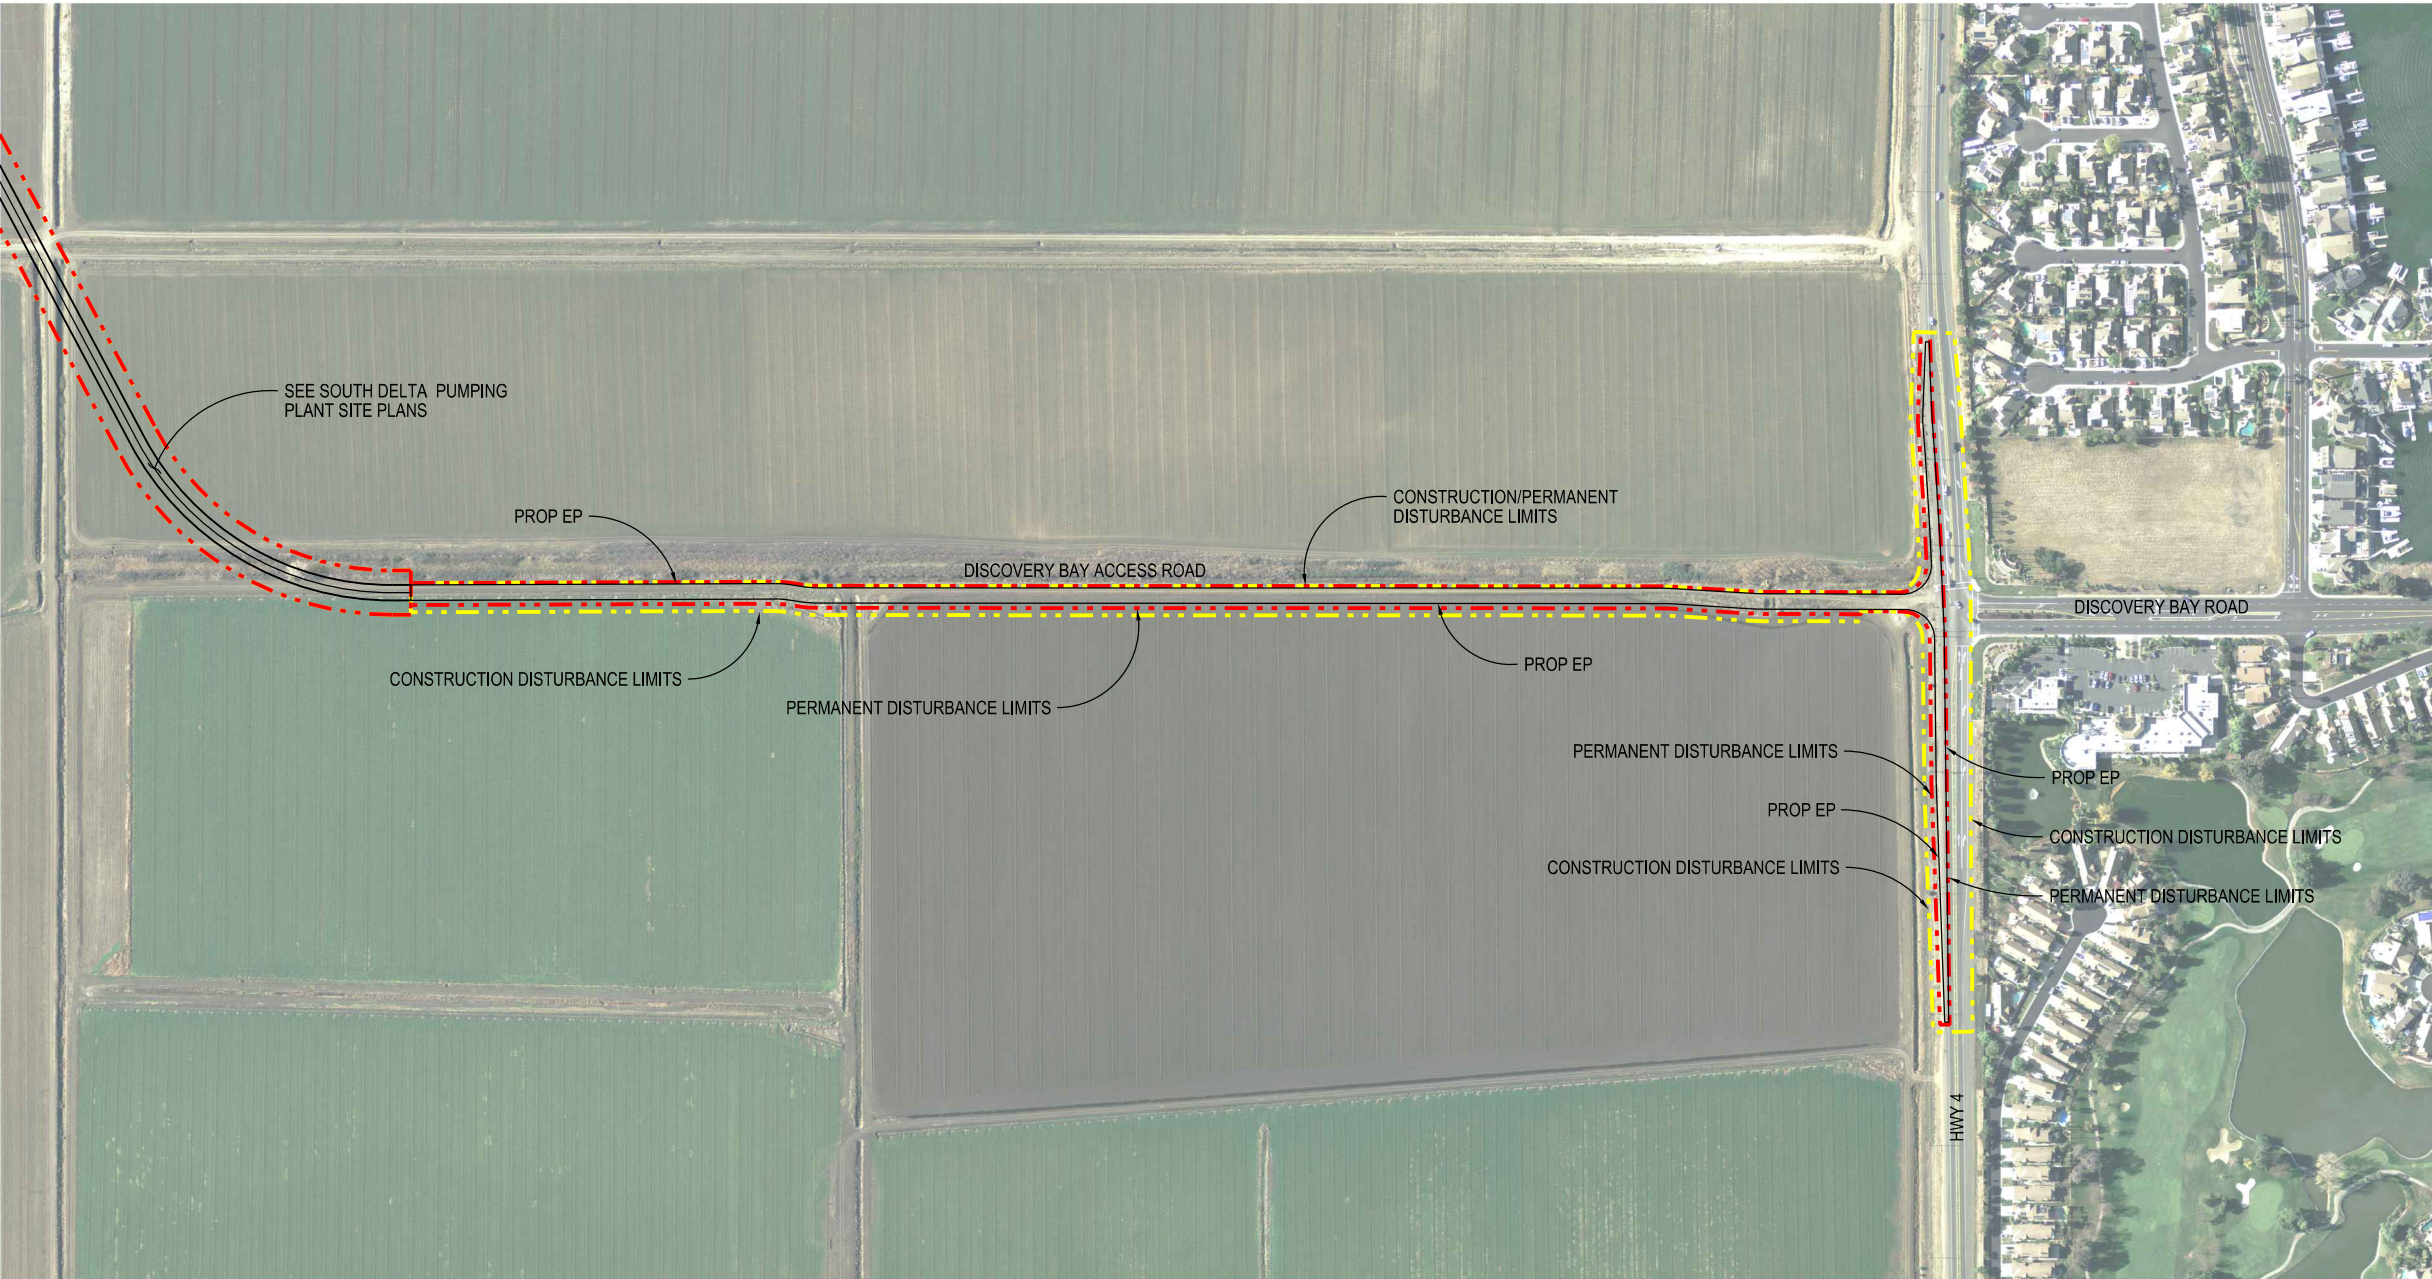 SEE SOUTH DELTA PUMPING
PLANT SITE PLANS
PROP EP
CONSTRUCTION/PERMANENT
DISTURBANCE LIMITS
DISCOVERY BAY ACCESS ROAD
DISCOVERY BAY ROAD
CONSTRUCTION DISTURBANCE LIMITS
PROP EP
PERMANENT DISTURBANCE LIMITS
PERMANENT DISTURBANCE LIMITS
PROP EP
PROP EP
CONSTRUCTION DISTURBANCE LIMITS
CONSTRUCTION DISTURBANCE LIMITS
PERMANENT DISTURBANCE LIMITS
HWY 4